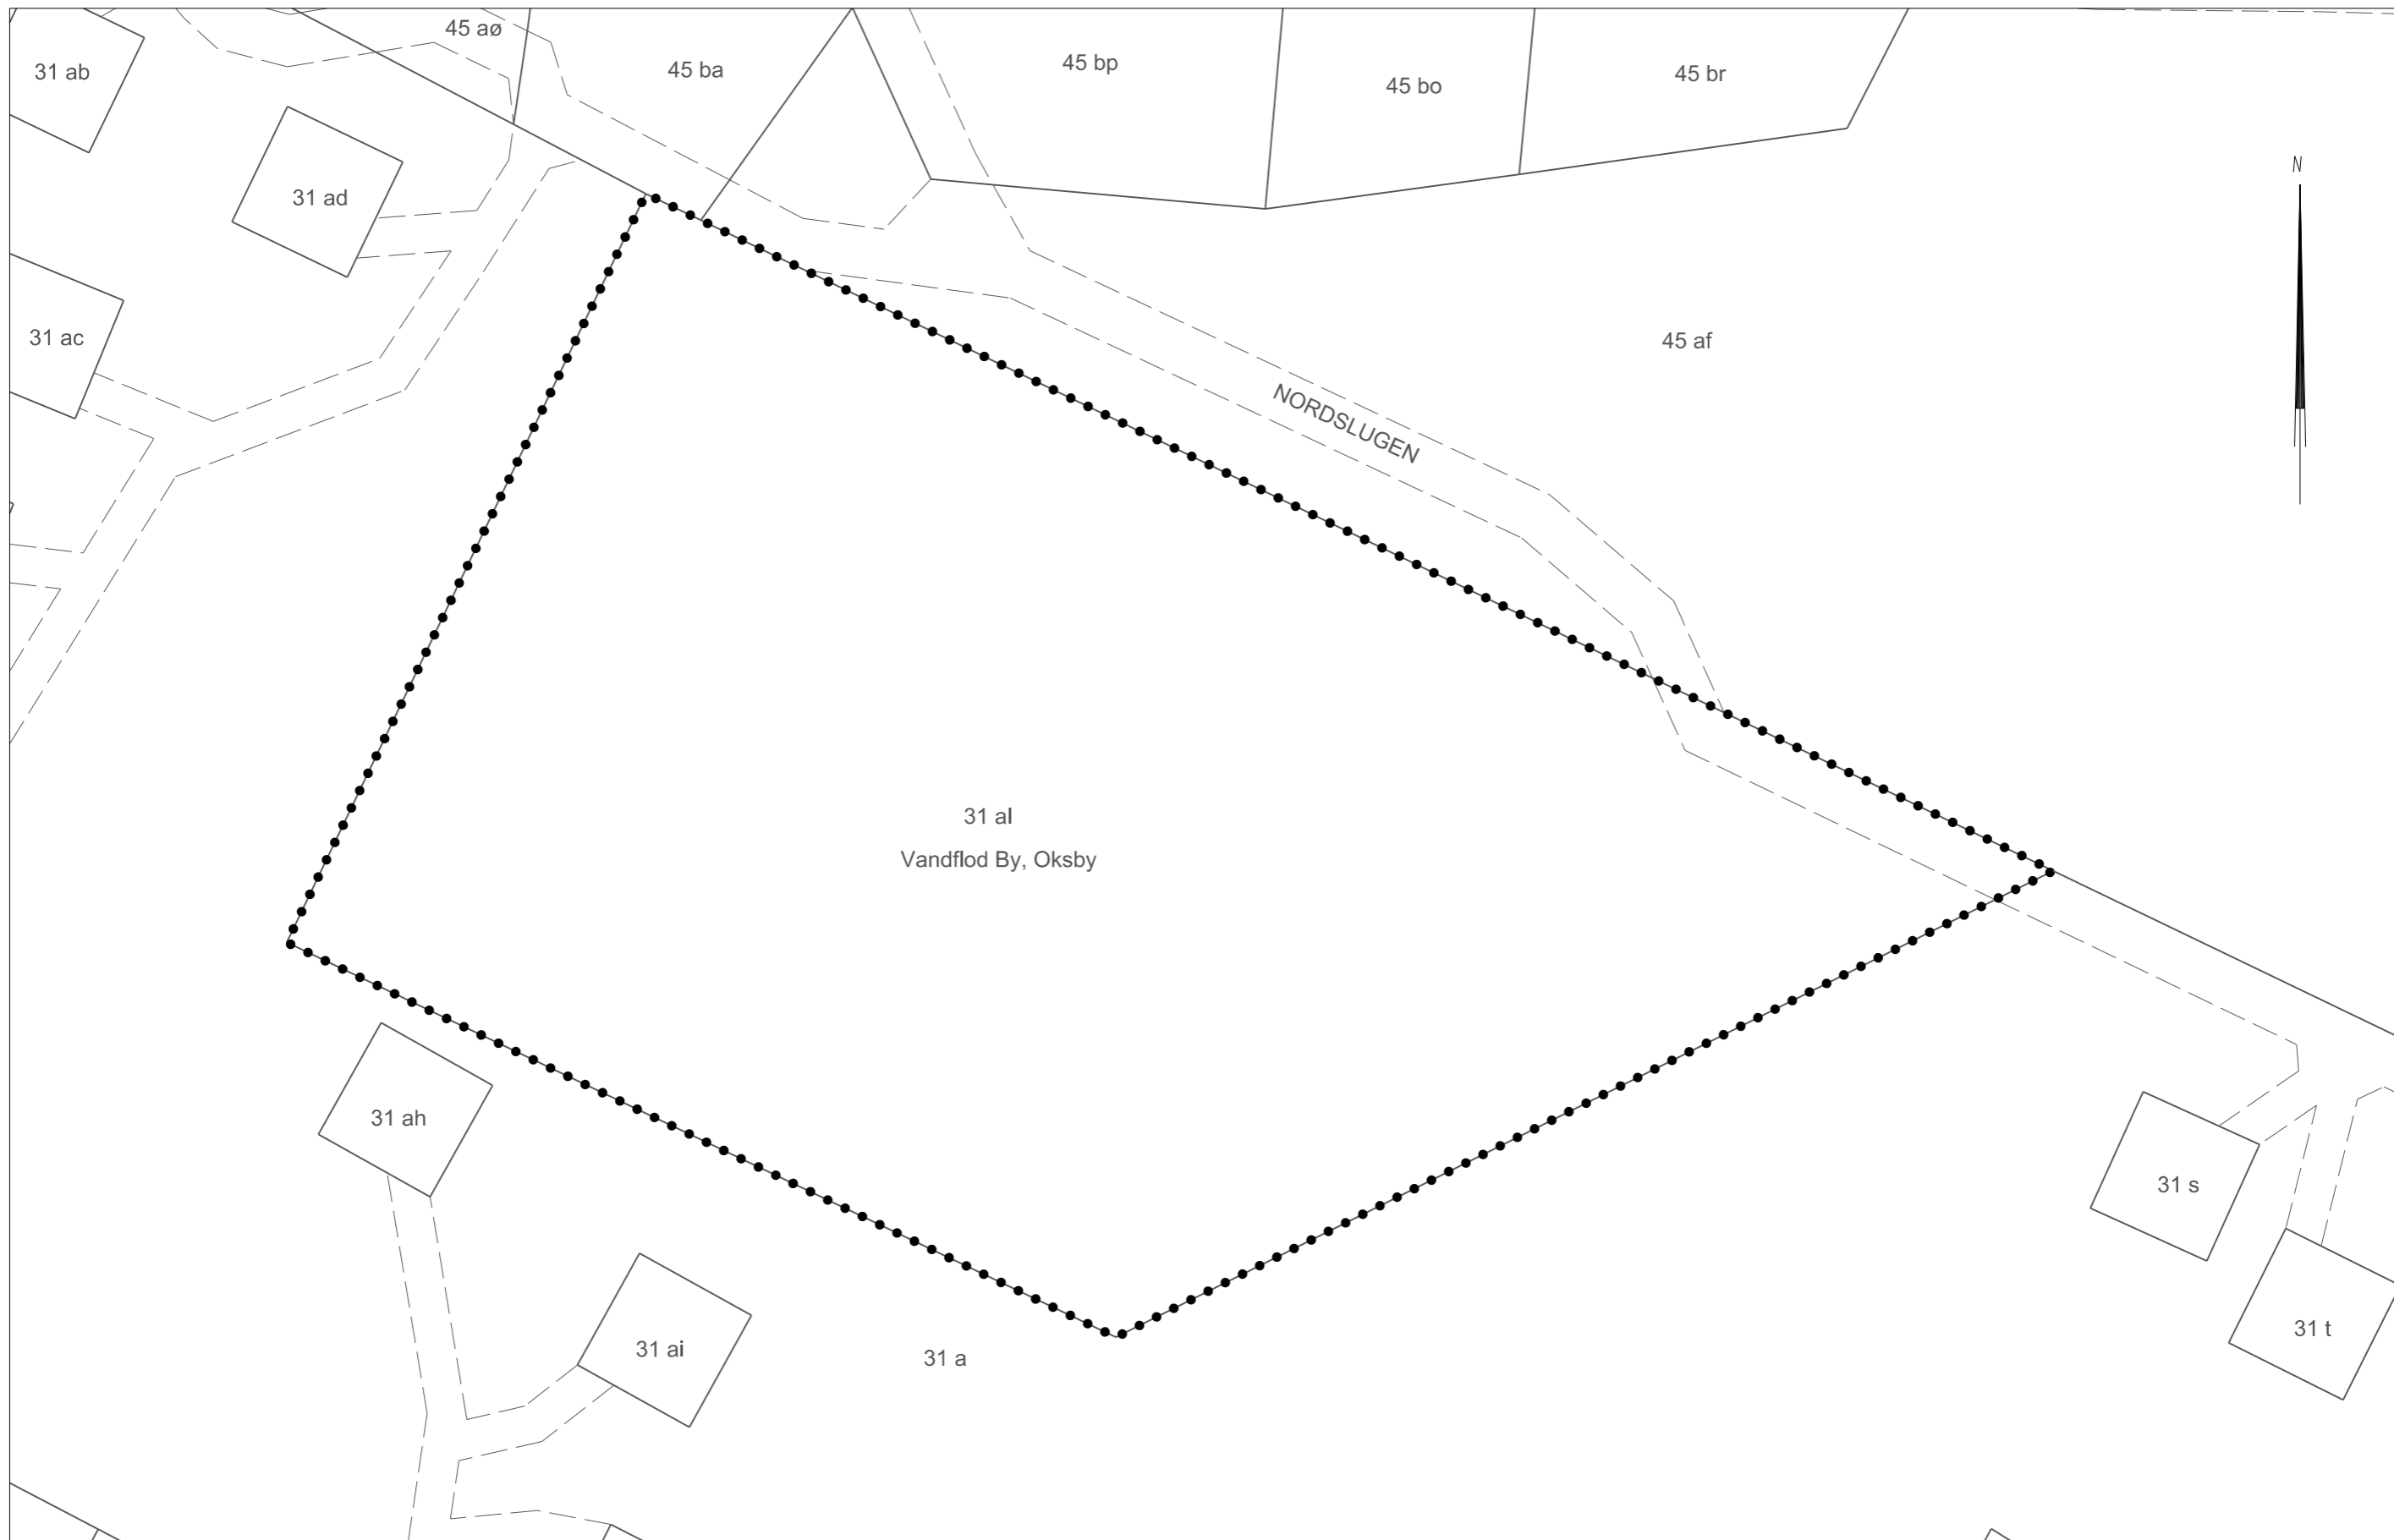 45 aø
31 ab
45 ba
45 bp
45 bo
45 br
N
31 ad
31 ac
45 af
NORDSLUGEN
31 al
Vandflod By, Oksby
31 ah
31 s
31 t
31 ai
31 a